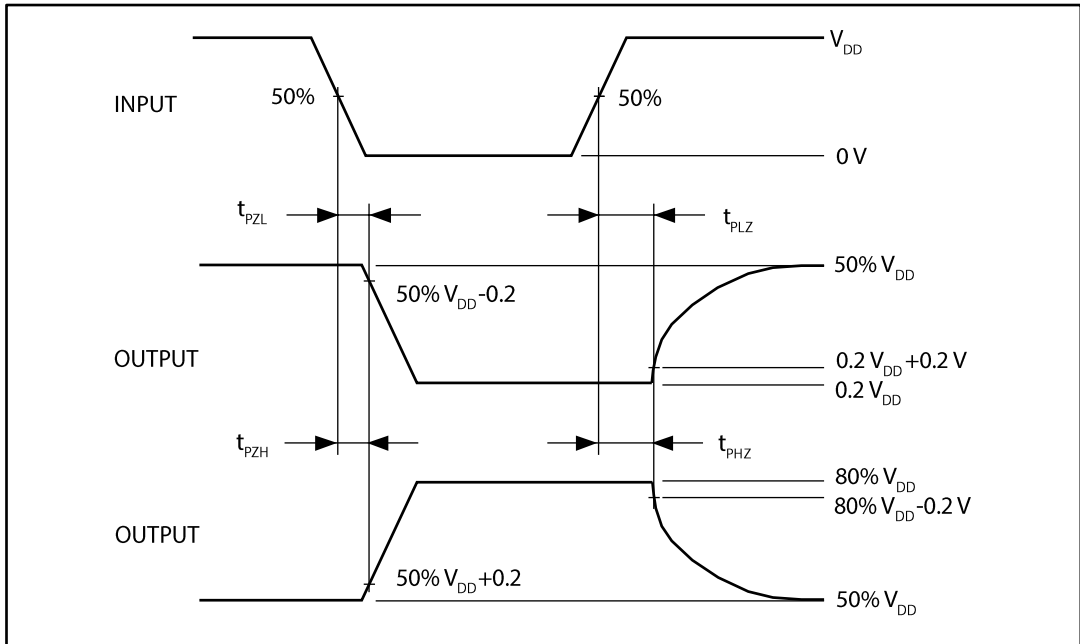 V_DD
50%
50%
INPUT
0 V
t_PZL
t_PLZ
50% V_DD
50% V_DD-0.2
OUTPUT
0.2 V_DD+0.2 V
0.2 V_DD
t_PZH
t_PHZ
80% V_DD
80% V_DD-0.2 V
OUTPUT
50% V_DD+0.2
50% V_DD